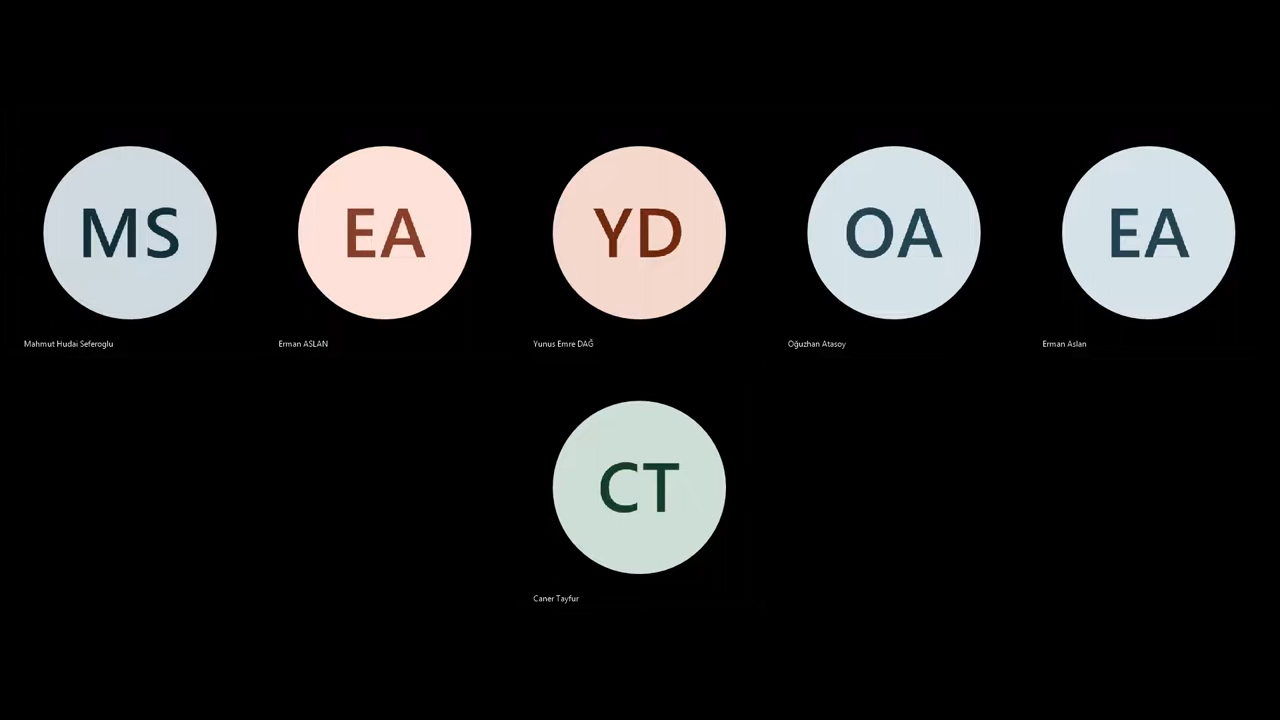 MS
EA
YD
OA
EA
Mahmut Hudai Seferoglu
Erman ASLAN
Yunus Emre DAĞ
Oğuzhan Atasoy
Erman Aslan
CT
Caner Tayfur